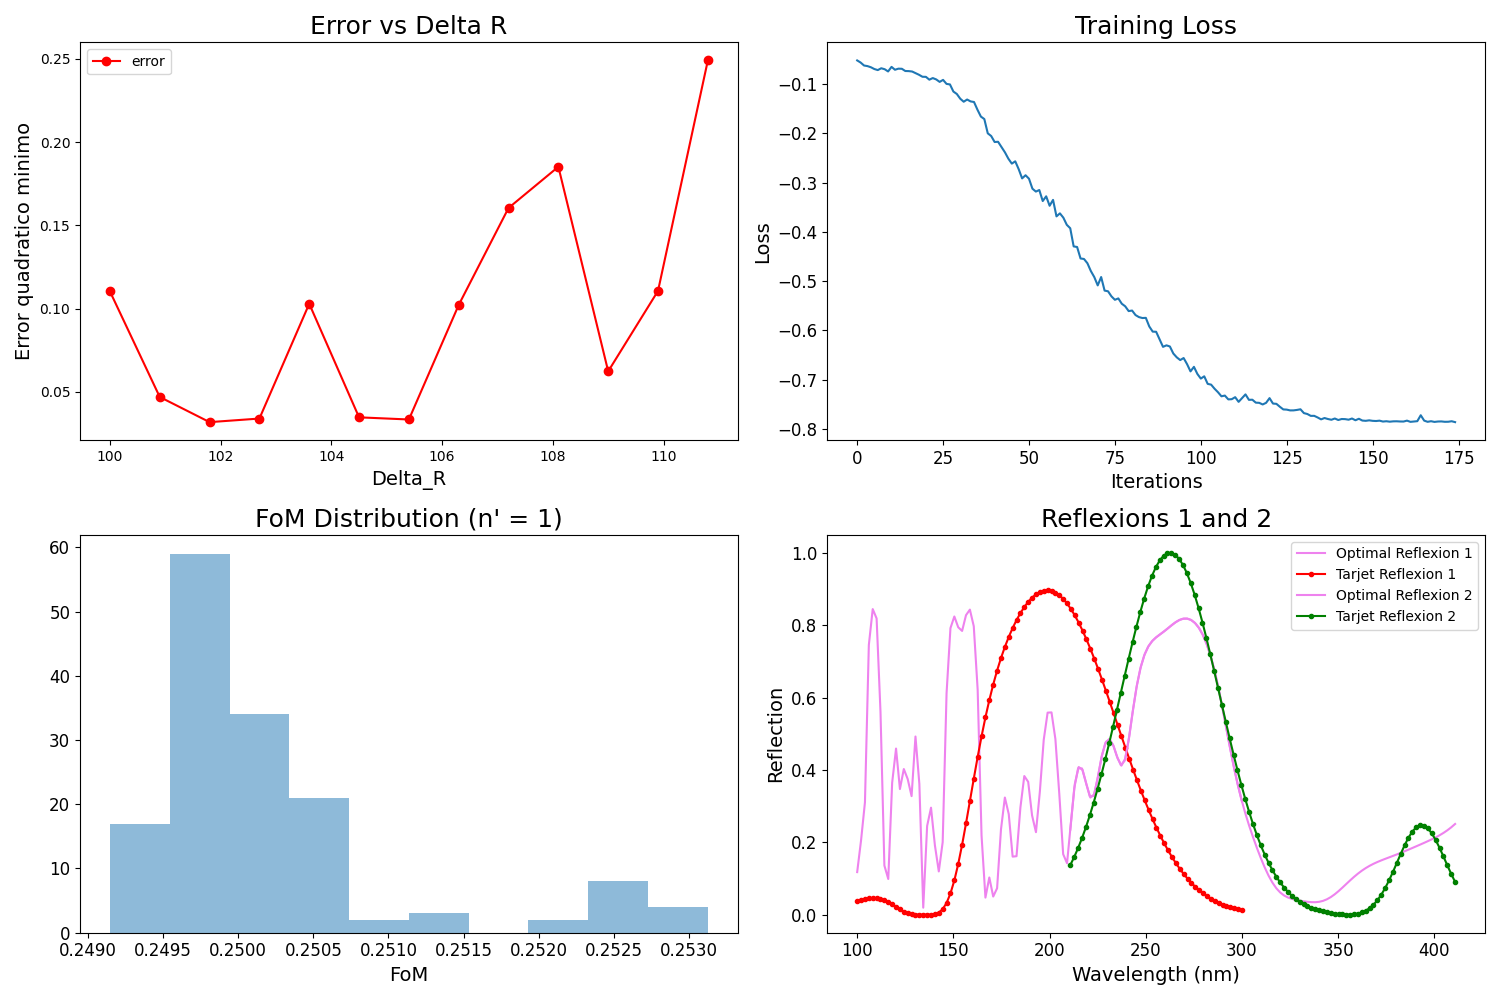 Error vs Delta R
error
Error quadratico minimo
0.25
0.20
0.15
0.10
0.05
100 102 104 106 108 110
Delta_R
Training Loss
Loss
−0.1
−0.2
−0.3
−0.4
−0.5
−0.6
−0.7
−0.8
0 25 50 75 100 125 150 175
Iterations
FoM Distribution (n' = 1)
60
50
40
30
20
10
0
0.2490 0.2495 0.2500 0.2505 0.2510 0.2515 0.2520 0.2525 0.2530
FoM
Reflexions 1 and 2
Optimal Reflexion 1
Tarjet Reflexion 1
Optimal Reflexion 2
Tarjet Reflexion 2
Reflection
1.0
0.8
0.6
0.4
0.2
0.0
100 150 200 250 300 350 400
Wavelength (nm)